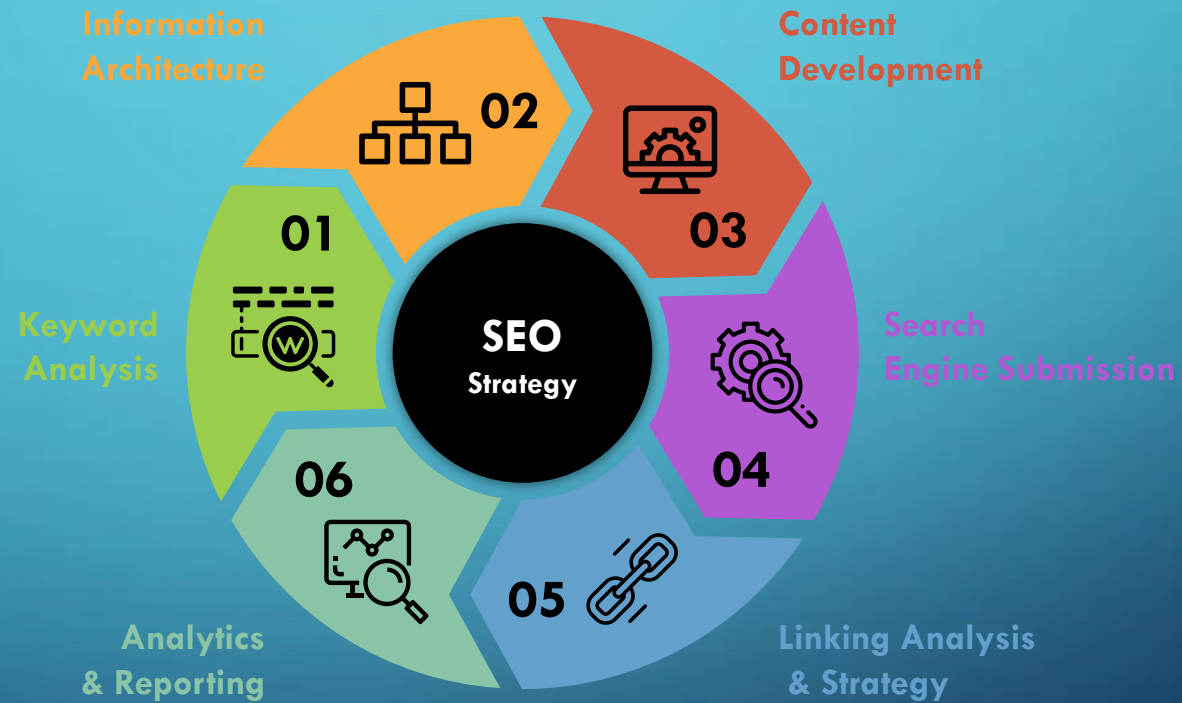 Information
Architecture
Content
Development
02
03
01
SEO
Strategy
Keyword
Analysis
W
Search
Engine Submission
04
06
05
Analytics
& Reporting
Linking Analysis
& Strategy